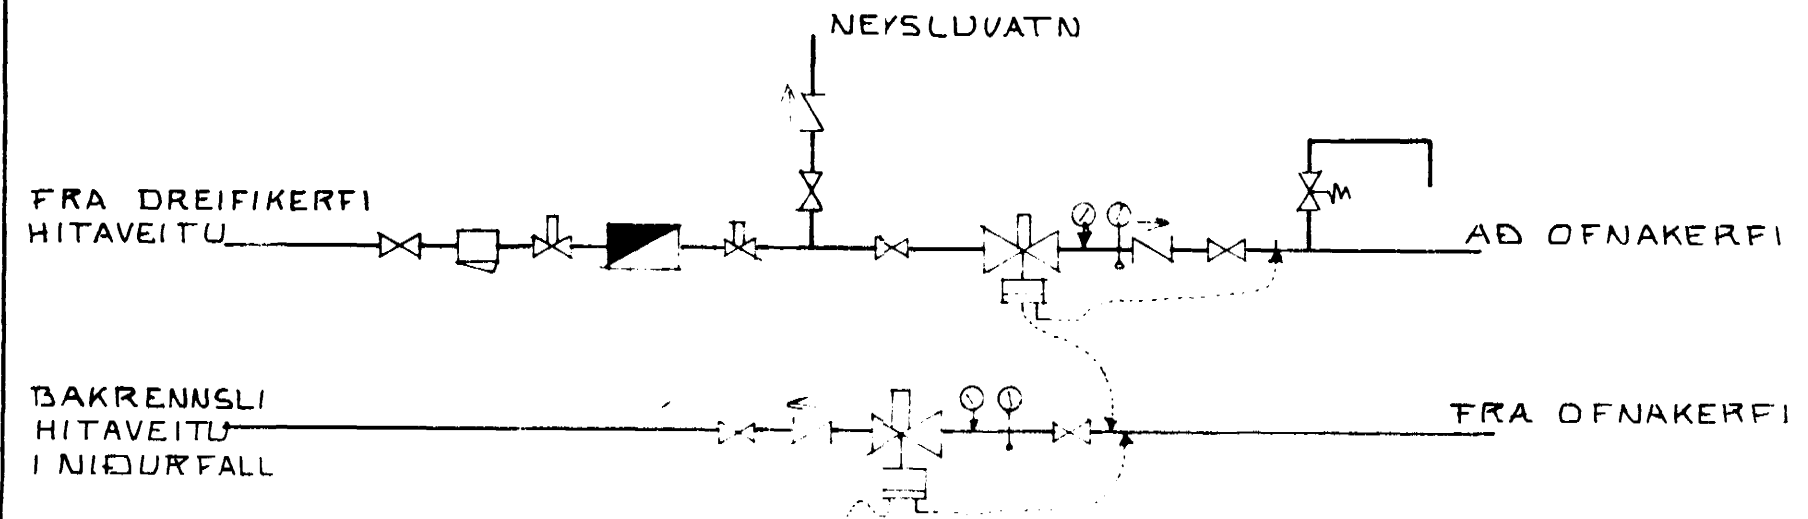 NEYSLUVATN
FRA DREIFIKERFI
HITAVEITU
AÐ OFNAKERFI
BAKRENNSLI
HITAVEITU
I NIÐURFALL
FRA OFNAKERFI